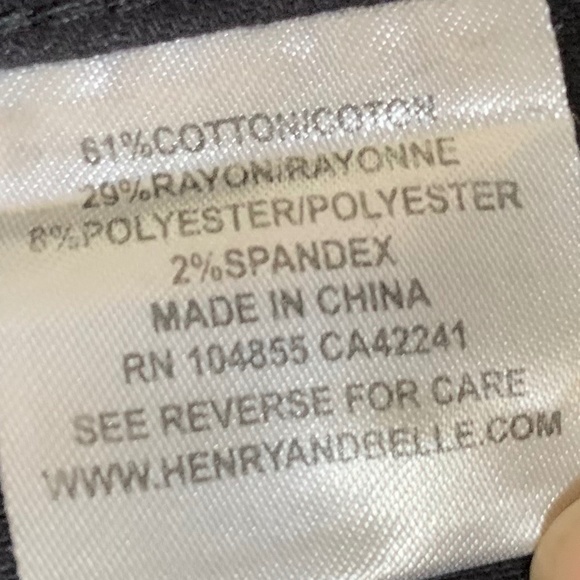 61%COTTON/COTON
29%RAYON/RAYONNE
8%POLYESTER/POLYESTER
2%SPANDEX
MADE IN CHINA
RN 104855 CA42241
SEE REVERSE FOR CARE
WWW.HENRYANDBELLE.COM